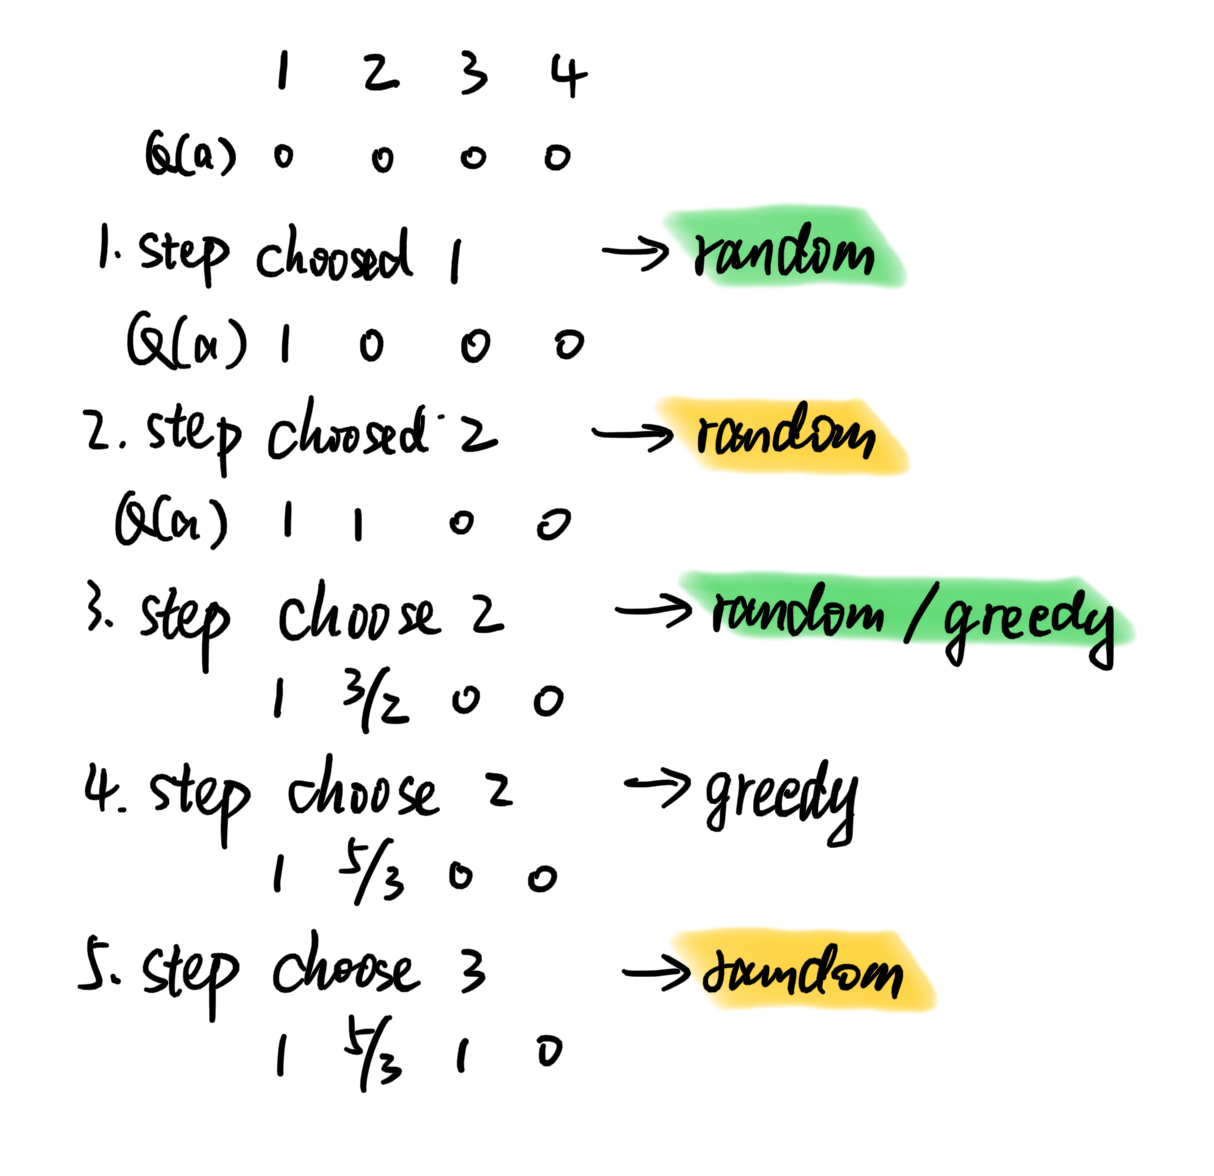 1 2 3 4
Q(a) 0 0 0 0
1. step choosed 1 → random
Q(a) 1 0 0 0
2. step choosed 2 → random
Q(a) 1 1 0 0
3. step choose 2 → random / greedy
1 3/2 0 0
4. step choose 2 → greedy
1 5/3 0 0
5. step choose 3 → random
1 5/3 1 0